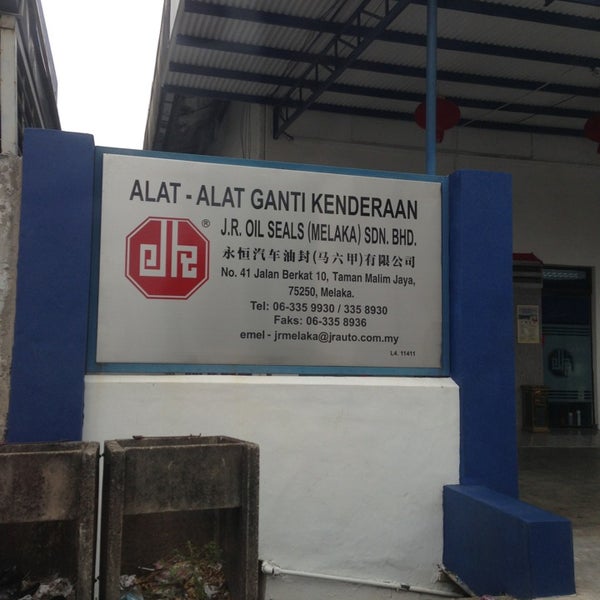 ALAT - ALAT GANTI KENDERAAN
®
J.R. OIL SEALS (MELAKA) SDN. BHD.
永恒汽车油封(马六甲)有限公司
No. 41 Jalan Berkat 10, Taman Malim Jaya,
75250, Melaka.
Tel: 06-335 9930 / 335 8930
Faks: 06-335 8936
emel - jrmelaka@jrauto.com.my
L4. 11411